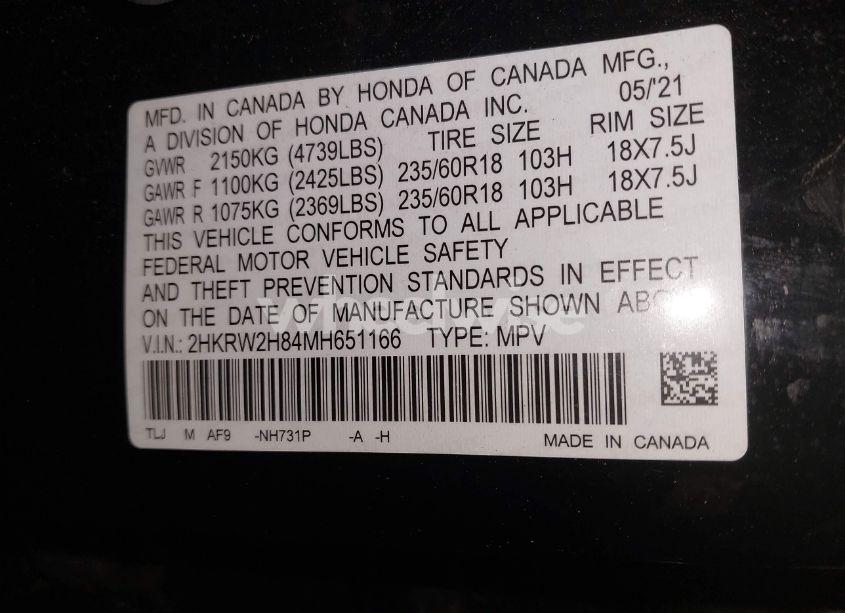 MFD. IN CANADA BY HONDA OF CANADA MFG.,
A DIVISION OF HONDA CANADA INC. 05/'21
GVWR 2150KG (4739LBS) TIRE SIZE RIM SIZE
GAWR F 1100KG (2425LBS) 235/60R18 103H 18X7.5J
GAWR R 1075KG (2369LBS) 235/60R18 103H 18X7.5J
THIS VEHICLE CONFORMS TO ALL APPLICABLE
FEDERAL MOTOR VEHICLE SAFETY
AND THEFT PREVENTION STANDARDS IN EFFECT
ON THE DATE OF MANUFACTURE SHOWN
V.I.N.: 2HKRW2H84MH651166 TYPE: MPV
TLJ M AF9 -NH731P -A -H MADE IN CANADA